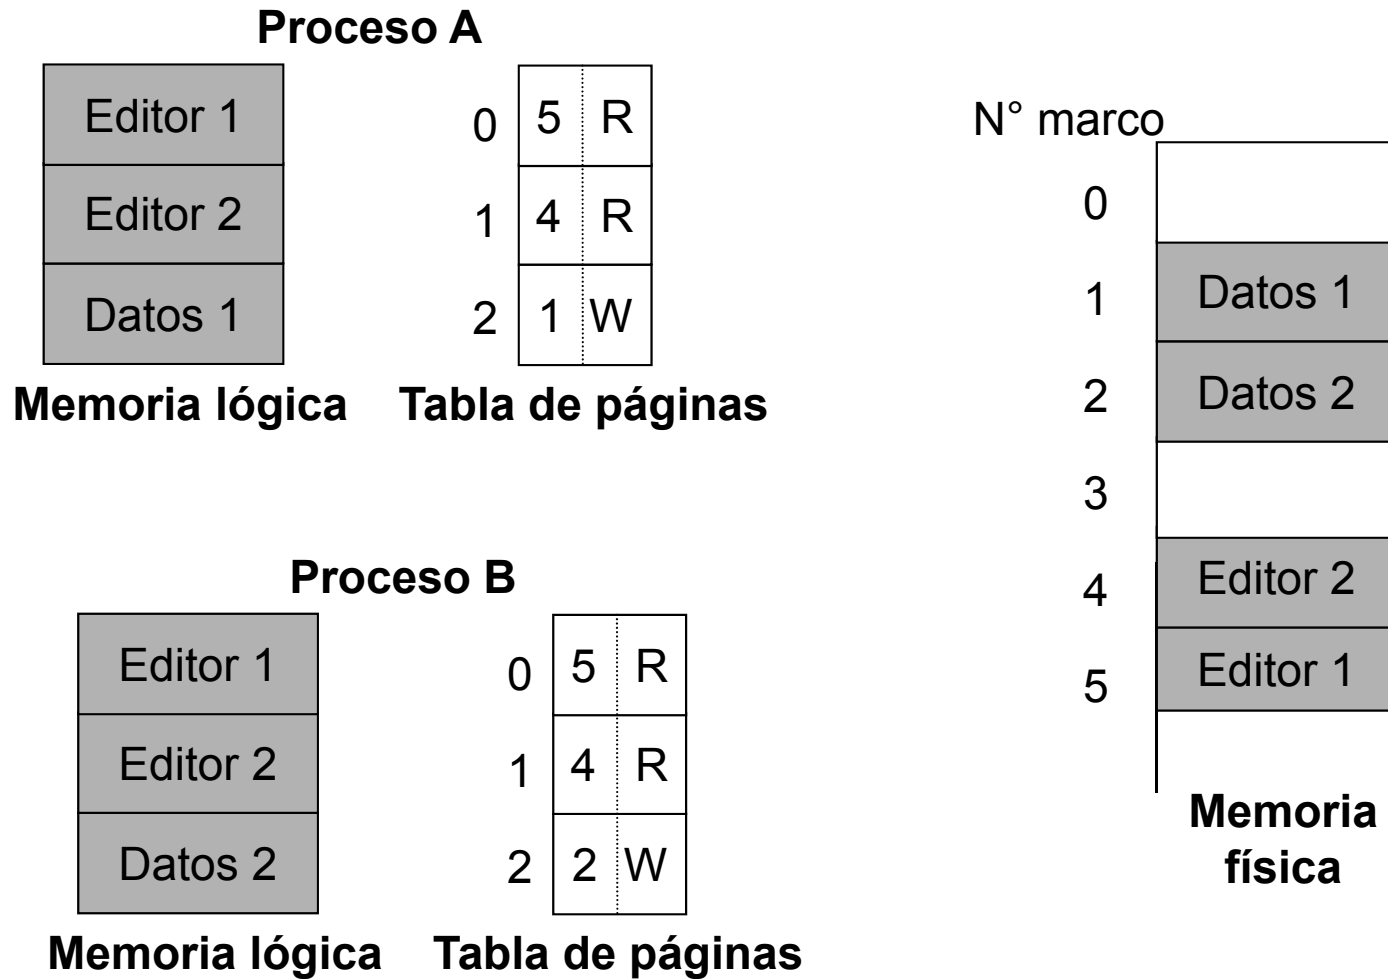 Proceso A
Editor 1
Editor 2
Datos 1
0 5 R
1 4 R
2 1 W
Memoria lógica
Tabla de páginas
Proceso B
Editor 1
Editor 2
Datos 2
0 5 R
1 4 R
2 2 W
Memoria lógica
Tabla de páginas
N° marco
0
1 Datos 1
2 Datos 2
3
4 Editor 2
5 Editor 1
Memoria
física